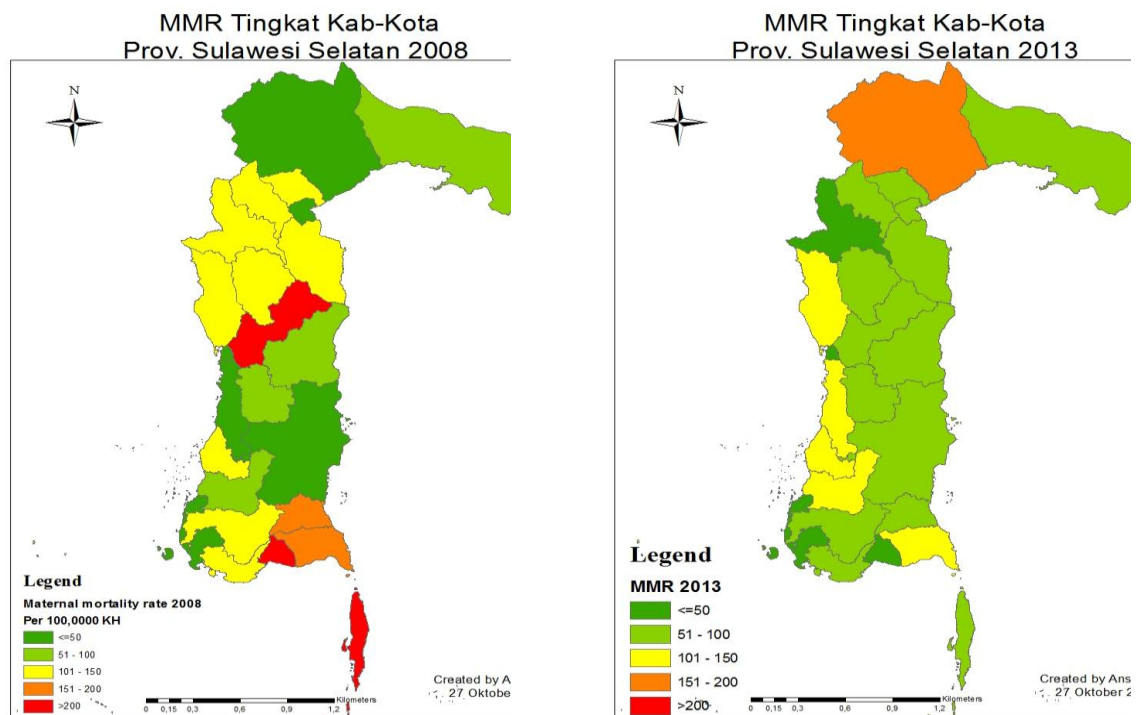 MMR Tingkat Kab-Kota
Prov. Sulawesi Selatan 2008
N
Legend
Maternal mortality rate 2008
Per 100,0000 KH
<=50
51 - 100
101 - 150
151 - 200
>200
Created by A
27 Oktober
Kilometers
0 0,15 0,3 0,6 0,9 1,2
MMR Tingkat Kab-Kota
Prov. Sulawesi Selatan 2013
N
Legend
MMR 2013
<=50
51 - 100
101 - 150
151 - 200
>200
Created by Ans
27 Oktober 2
Kilometers
0 0,15 0,3 0,6 0,9 1,2